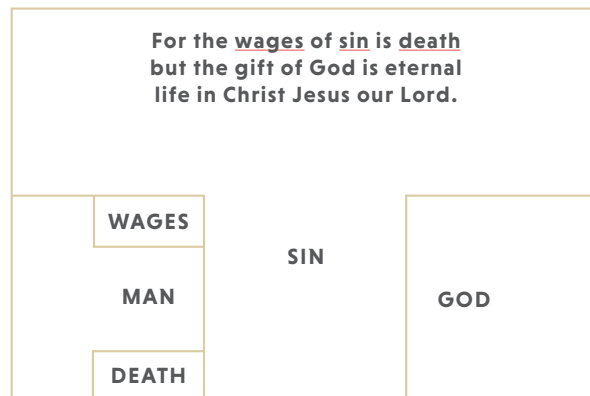 For the wages of sin is death
but the gift of God is eternal
life in Christ Jesus our Lord.
WAGES
SIN
MAN
GOD
DEATH